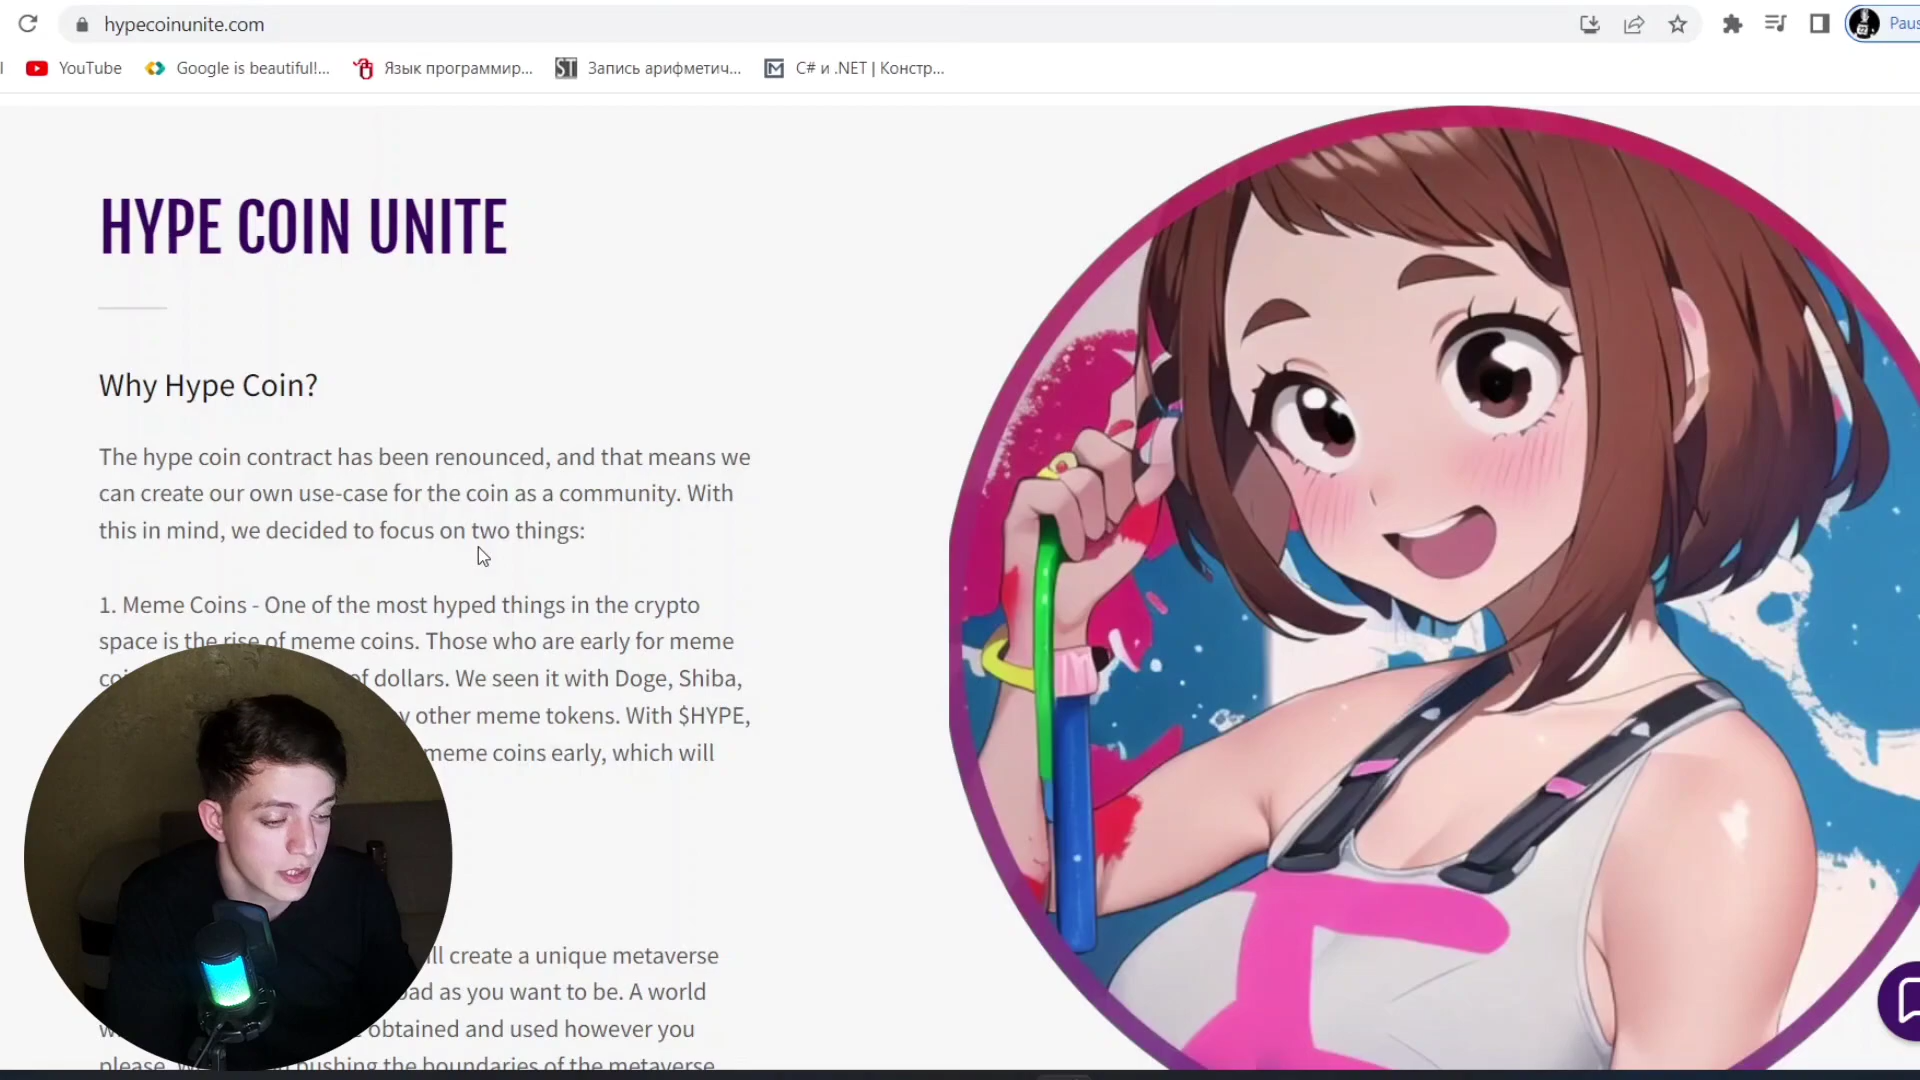 hypecoinunite.com
Paus
YouTube
Google is beautiful!...
Язык программир...
ST Запись арифметич...
M C# и .NET | Констр...
HYPE COIN UNITE
Why Hype Coin?
The hype coin contract has been renounced, and that means we
can create our own use-case for the coin as a community. With
this in mind, we decided to focus on two things:
1. Meme Coins - One of the most hyped things in the crypto
space is the rise of meme coins. Those who are early for meme
of dollars. We seen it with Doge, Shiba,
other meme tokens. With $HYPE,
meme coins early, which will
create a unique metaverse
as you want to be. A world
obtained and used however you
please, pushing the boundaries of the metaverse